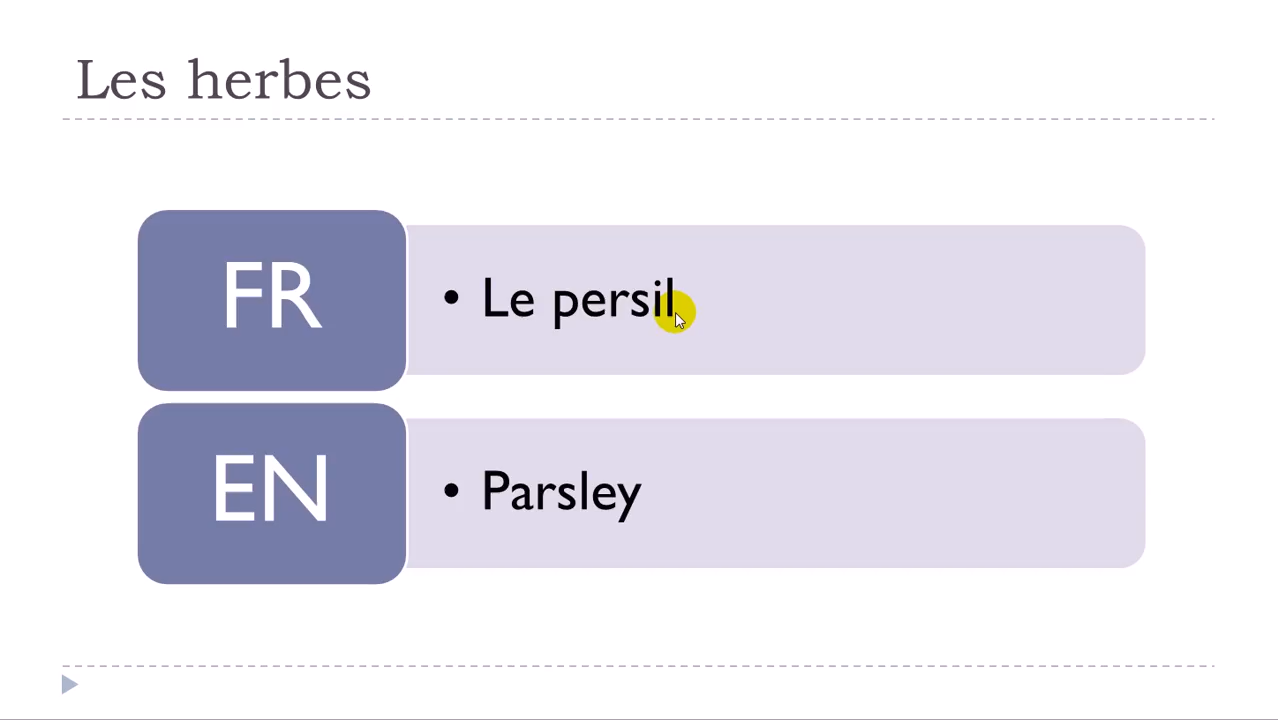 Les herbes
FR
• Le persil
EN
• Parsley